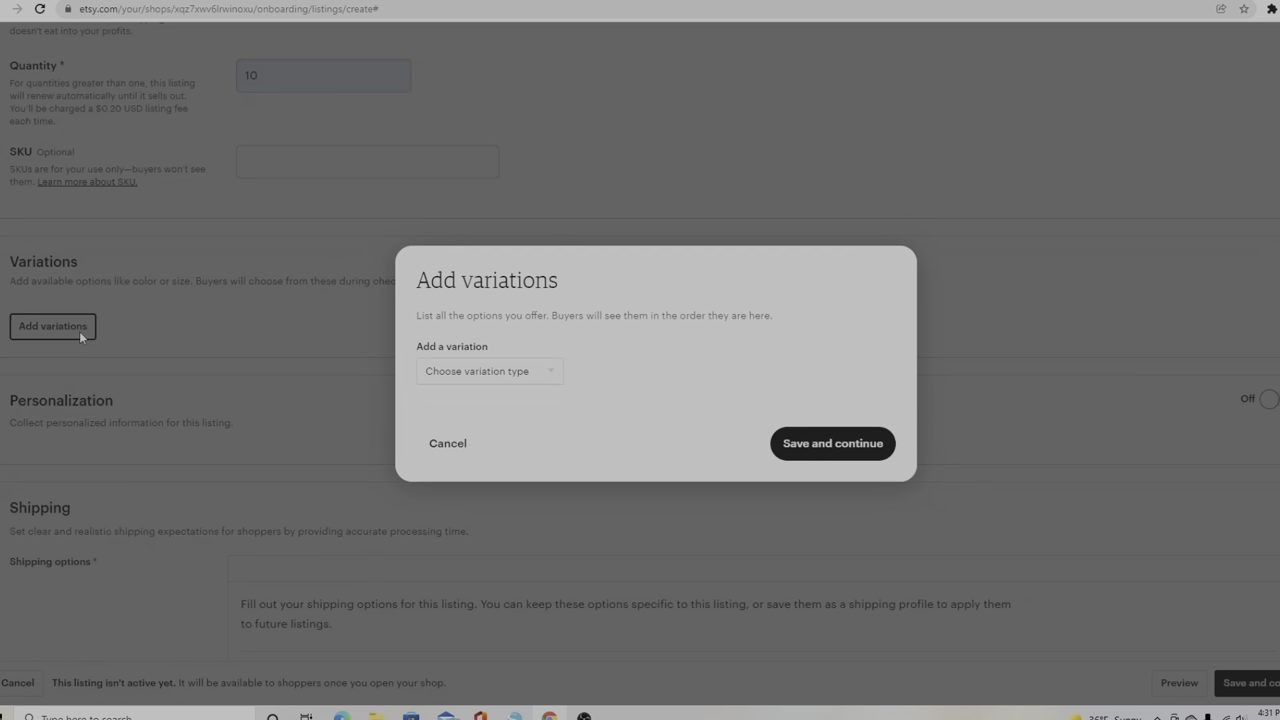 etsy.com/your/shops/xqz7xwv6lrwinoxu/onboarding/listings/create#
doesn't eat into your profits.
Quantity *
10
For quantities greater than one, this listing
will renew automatically until it sells out.
You'll be charged a $0.20 USD listing fee
each time.
SKU Optional
SKUs are for your use only—buyers won't see
them. Learn more about SKU.
Variations
Add available options like color or size. Buyers will choose from these during chec
Add variations
Add variations
List all the options you offer. Buyers will see them in the order they are here.
Add a variation
Choose variation type
Cancel
Save and continue
Personalization
Off
Collect personalized information for this listing.
Shipping
Set clear and realistic shipping expectations for shoppers by providing accurate processing time.
Shipping options *
Fill out your shipping options for this listing. You can keep these options specific to this listing, or save them as a shipping profile to apply them
to future listings.
Cancel
This listing isn't active yet. It will be available to shoppers once you open your shop.
Preview
Save and co
Type here to search
36°F Sunny
4:31 P